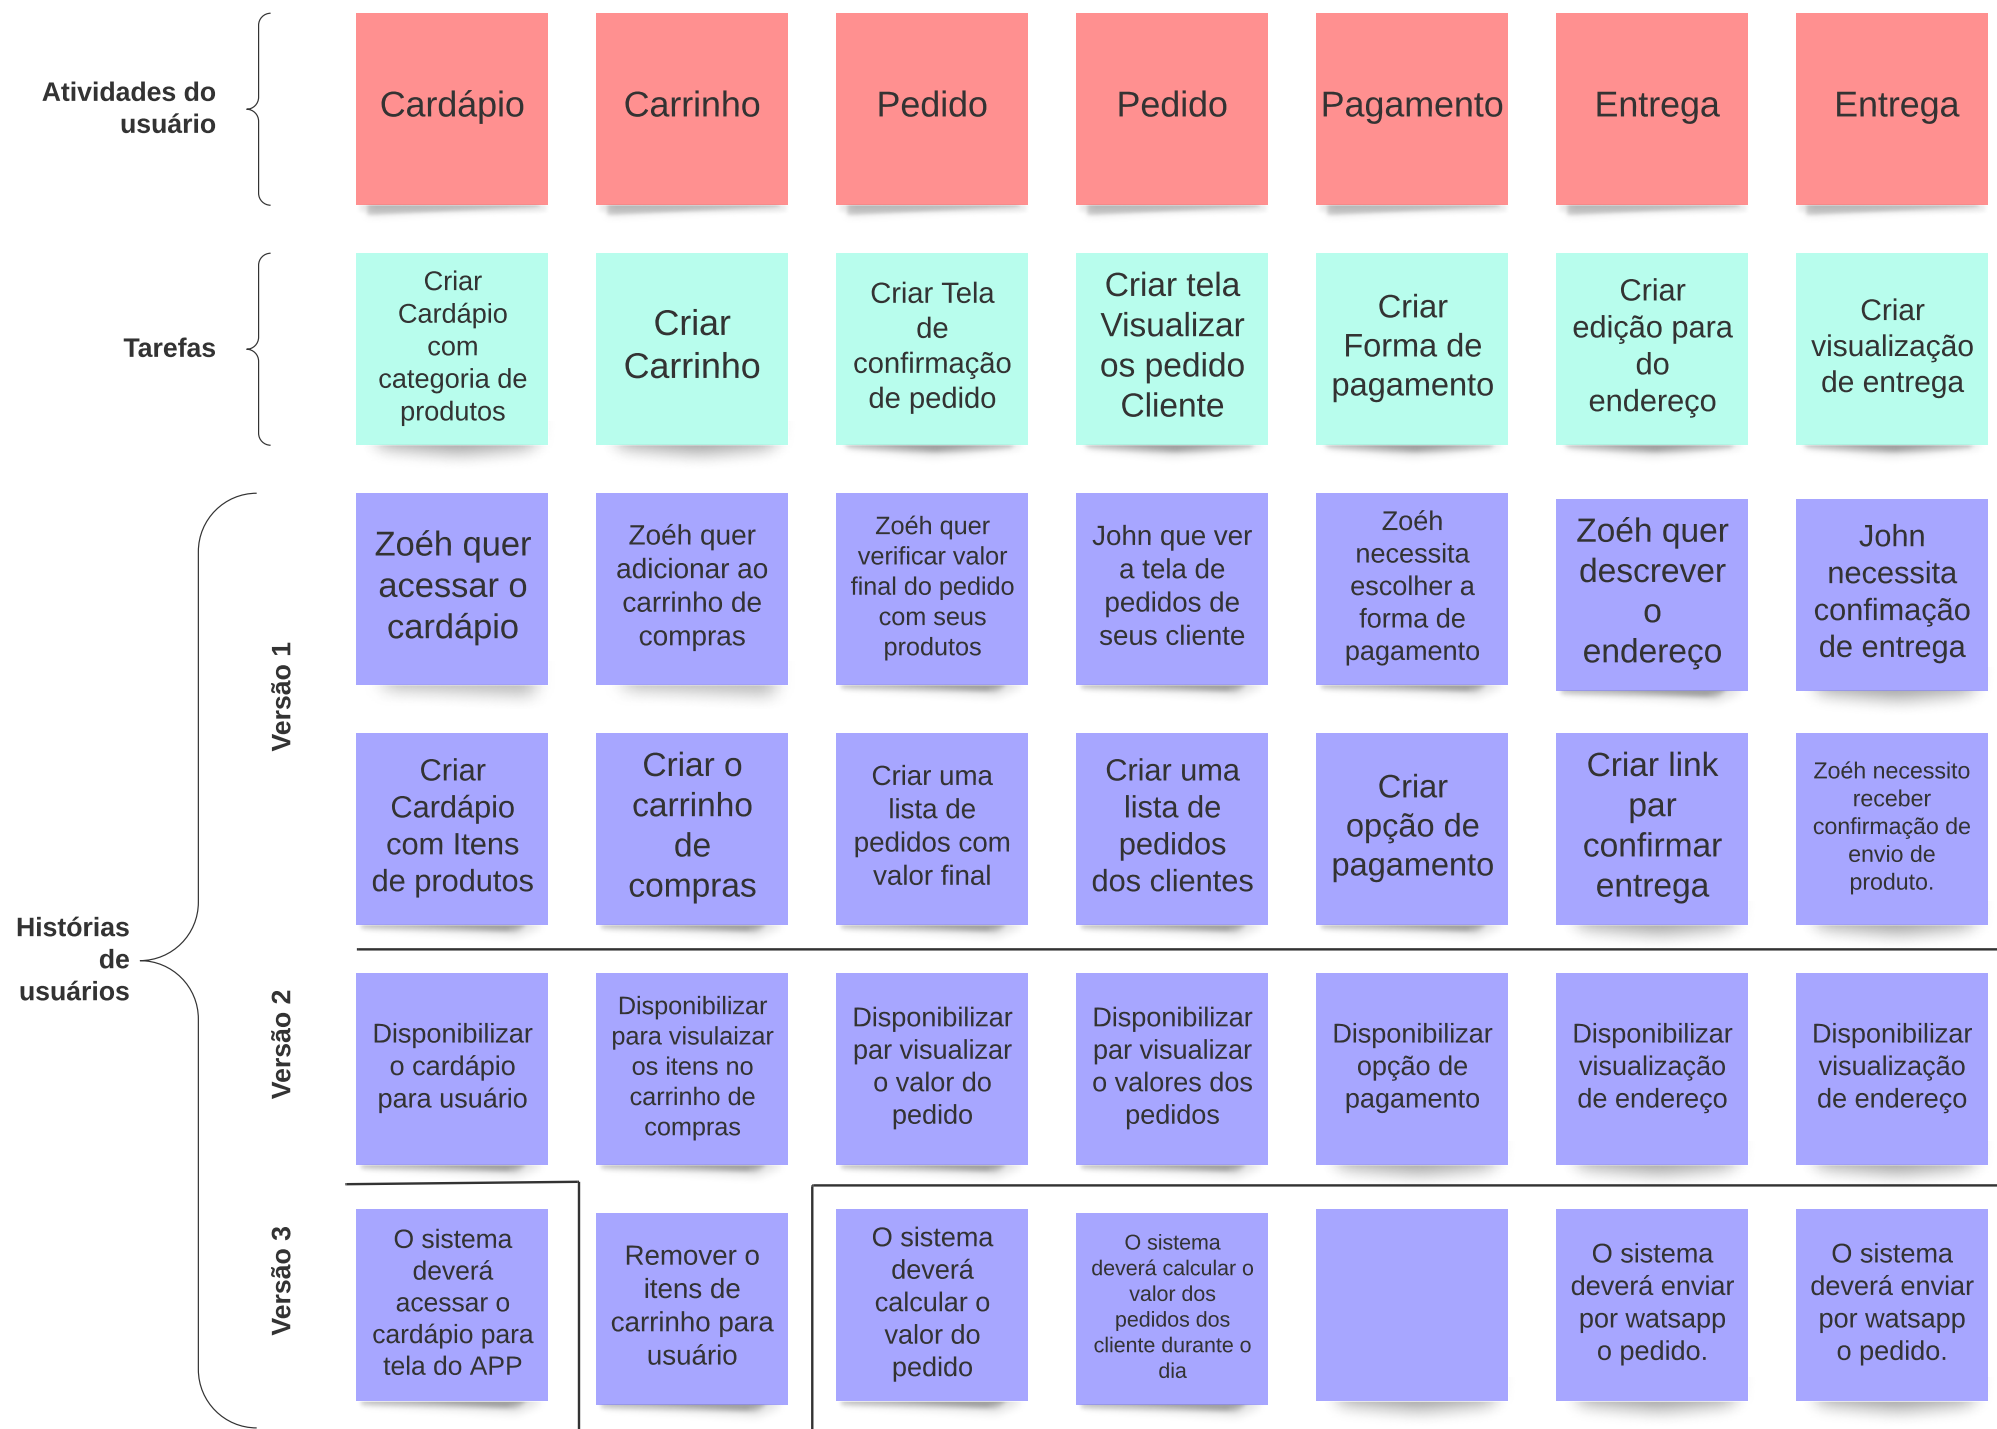 Atividades do
usuário
Cardápio
Carrinho
Pedido
Pedido
Pagamento
Entrega
Entrega
Tarefas
Criar
Cardápio
com
categoria de
produtos
Criar
Carrinho
Criar Tela
de
confirmação
de pedido
Criar tela
Visualizar
os pedido
Cliente
Criar
Forma de
pagamento
Criar
edição para
do
endereço
Criar
visualização
de entrega
Histórias
de
usuários
Versão 1
Zoéh quer
acessar o
cardápio
Zoéh quer
adicionar ao
carrinho de
compras
Zoéh quer
verificar valor
final do pedido
com seus
produtos
John que ver
a tela de
pedidos de
seus cliente
Zoéh
necessita
escolher a
forma de
pagamento
Zoéh quer
descrever
o
endereço
John
necessita
confimação
de entrega
Criar
Cardápio
com Itens
de produtos
Criar o
carrinho
de
compras
Criar uma
lista de
pedidos com
valor final
Criar uma
lista de
pedidos
dos clientes
Criar
opção de
pagamento
Criar link
par
confirmar
entrega
Zoéh necessito
receber
confirmação de
envio de
produto.
Versão 2
Disponibilizar
o cardápio
para usuário
Disponibilizar
para visulaizar
os itens no
carrinho de
compras
Disponibilizar
par visualizar
o valor do
pedido
Disponibilizar
par visualizar
o valores dos
pedidos
Disponibilizar
opção de
pagamento
Disponibilizar
visualização
de endereço
Disponibilizar
visualização
de endereço
Versão 3
O sistema
deverá
acessar o
cardápio para
tela do APP
Remover o
itens de
carrinho para
usuário
O sistema
deverá
calcular o
valor do
pedido
O sistema
deverá calcular o
valor dos
pedidos dos
cliente durante o
dia
O sistema
deverá enviar
por watsapp
o pedido.
O sistema
deverá enviar
por watsapp
o pedido.